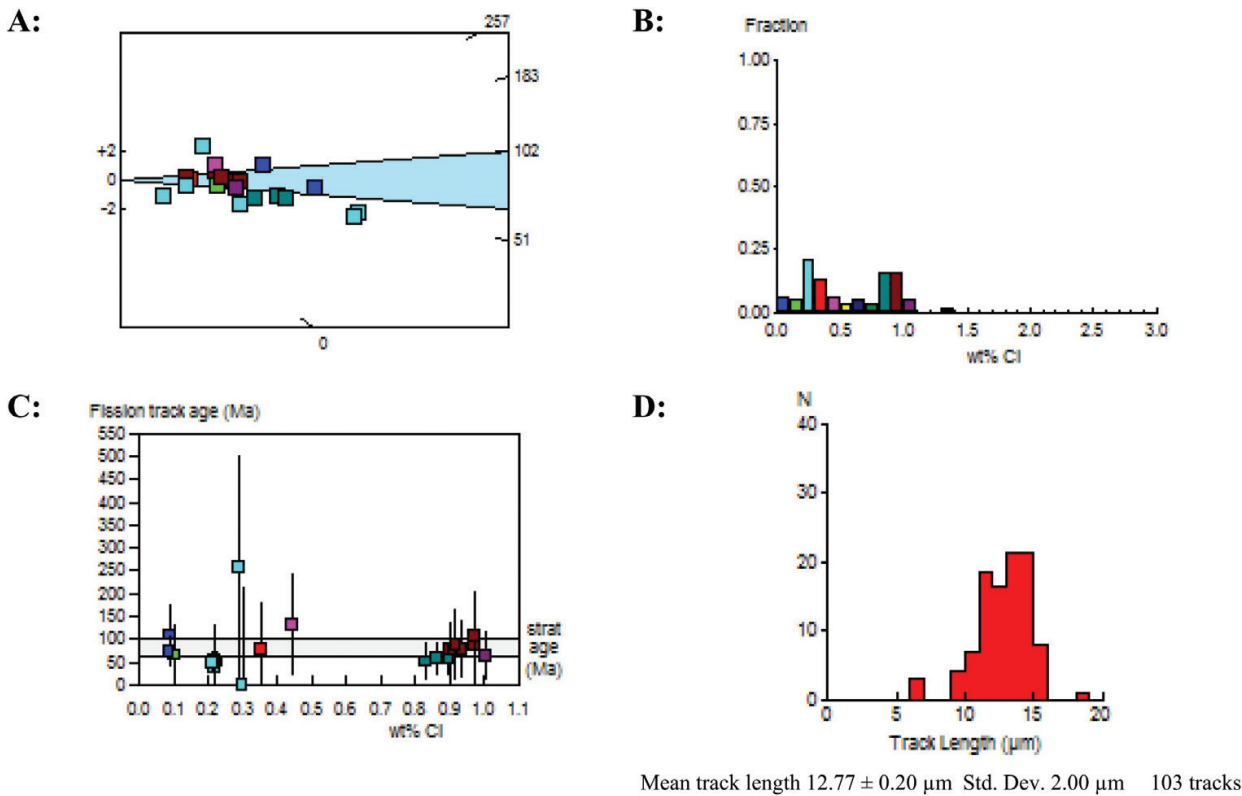 A:
257
183
+2
102
0
−2
51
0
B:
Fraction
1.00
0.75
0.50
0.25
0.00
0.0 0.5 1.0 1.5 2.0 2.5 3.0
wt% Cl
C:
Fission track age (Ma)
550
500
450
400
350
300
250
200
150
100
50
0
strat
age
(Ma)
0.0 0.1 0.2 0.3 0.4 0.5 0.6 0.7 0.8 0.9 1.0 1.1
wt% Cl
D:
N
40
30
20
10
0
0 5 10 15 20
Track Length (µm)
Mean track length 12.77 ± 0.20 µm Std. Dev. 2.00 µm 103 tracks